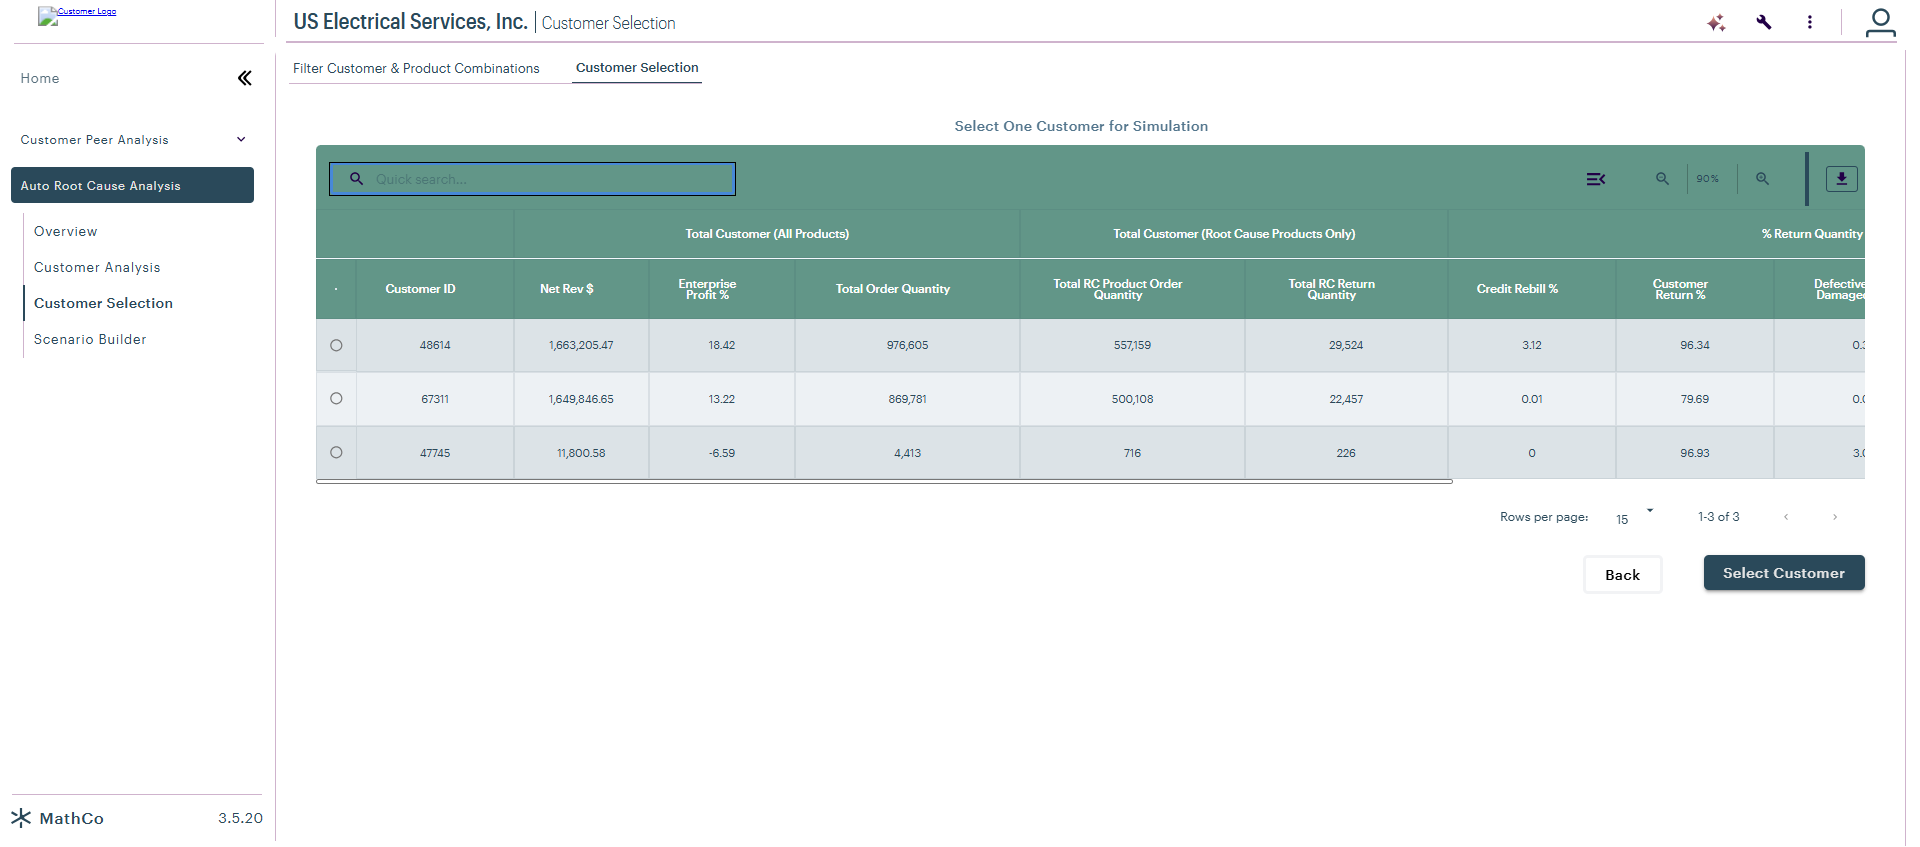 Customer Logo
US Electrical Services, Inc. | Customer Selection
Home
Customer Peer Analysis
Auto Root Cause Analysis
Overview
Customer Analysis
Customer Selection
Scenario Builder
MathCo 3.5.20
Filter Customer & Product Combinations Customer Selection
Select One Customer for Simulation
Quick search...
90%
Total Customer (All Products) Total Customer (Root Cause Products Only) % Return Quantity
Customer ID Net Rev $ Enterprise Profit % Total Order Quantity Total RC Product Order Quantity Total RC Return Quantity Credit Rebill % Customer Return % Defective
48614 1,663,205.47 18.42 976,605 557,159 29,524 3.12 96.34
67311 1,649,846.65 13.22 869,781 500,108 22,457 0.01 79.69
47745 11,800.58 -6.59 4,413 716 226 0 96.93
Rows per page: 15 1-3 of 3
Back Select Customer